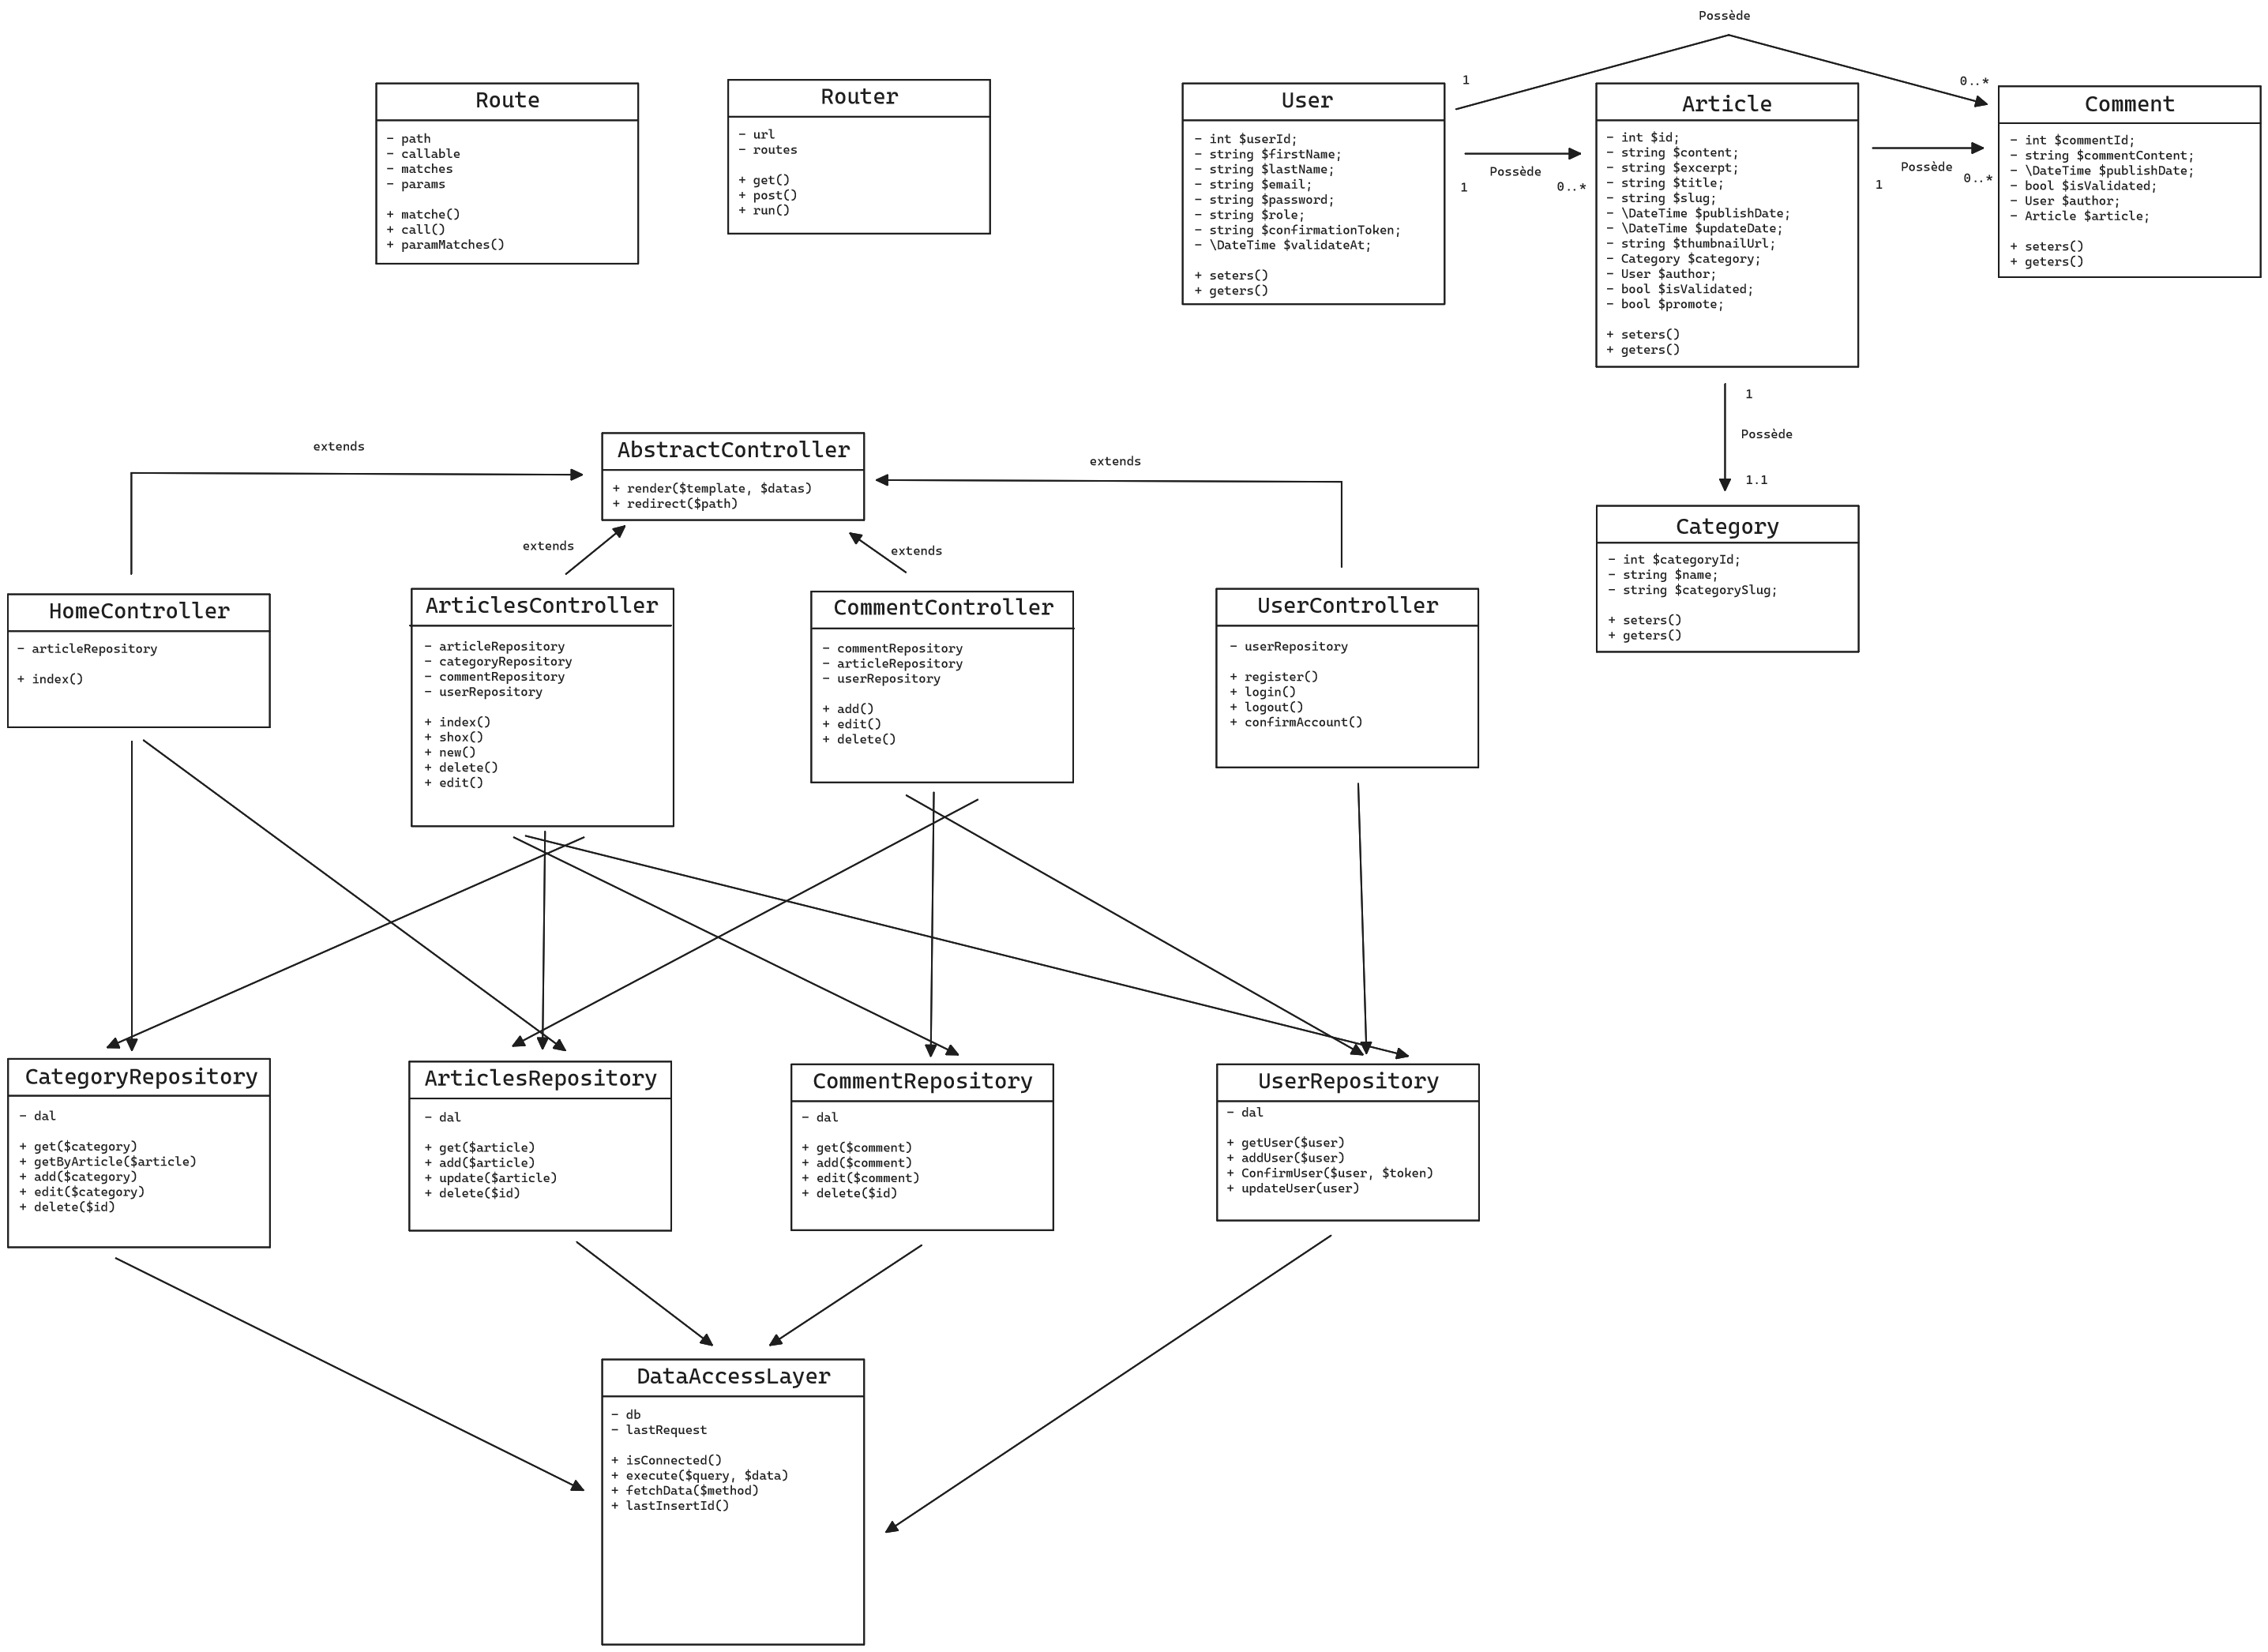 Possède
1
0..*
Route
- path
- callable
- matches
- params
+ matche()
+ call()
+ paramMatches()
Router
- url
- routes
+ get()
+ post()
+ run()
User
- int $userId;
- string $firstName;
- string $lastName;
- string $email;
- string $password;
- string $role;
- string $confirmationToken;
- \DateTime $validateAt;
+ seters()
+ geters()
Possède
1
0..*
Article
- int $id;
- string $content;
- string $excerpt;
- string $title;
- string $slug;
- \DateTime $publishDate;
- \DateTime $updateDate;
- string $thumbnailUrl;
- Category $category;
- User $author;
- bool $isValidated;
- bool $promote;
+ seters()
+ geters()
Possède
1
0..*
Comment
- int $commentId;
- string $commentContent;
- \DateTime $publishDate;
- bool $isValidated;
- User $author;
- Article $article;
+ seters()
+ geters()
1
Possède
1.1
Category
- int $categoryId;
- string $name;
- string $categorySlug;
+ seters()
+ geters()
extends
AbstractController
+ render($template, $datas)
+ redirect($path)
extends
extends
extends
HomeController
- articleRepository
+ index()
ArticlesController
- articleRepository
- categoryRepository
- commentRepository
- userRepository
+ index()
+ shox()
+ new()
+ delete()
+ edit()
CommentController
- commentRepository
- articleRepository
- userRepository
+ add()
+ edit()
+ delete()
UserController
- userRepository
+ register()
+ login()
+ logout()
+ confirmAccount()
CategoryRepository
- dal
+ get($category)
+ getByArticle($article)
+ add($category)
+ edit($category)
+ delete($id)
ArticlesRepository
- dal
+ get($article)
+ add($article)
+ update($article)
+ delete($id)
CommentRepository
- dal
+ get($comment)
+ add($comment)
+ edit($comment)
+ delete($id)
UserRepository
- dal
+ getUser($user)
+ addUser($user)
+ ConfirmUser($user, $token)
+ updateUser(user)
DataAccessLayer
- db
- lastRequest
+ isConnected()
+ execute($query, $data)
+ fetchData($method)
+ lastInsertId()